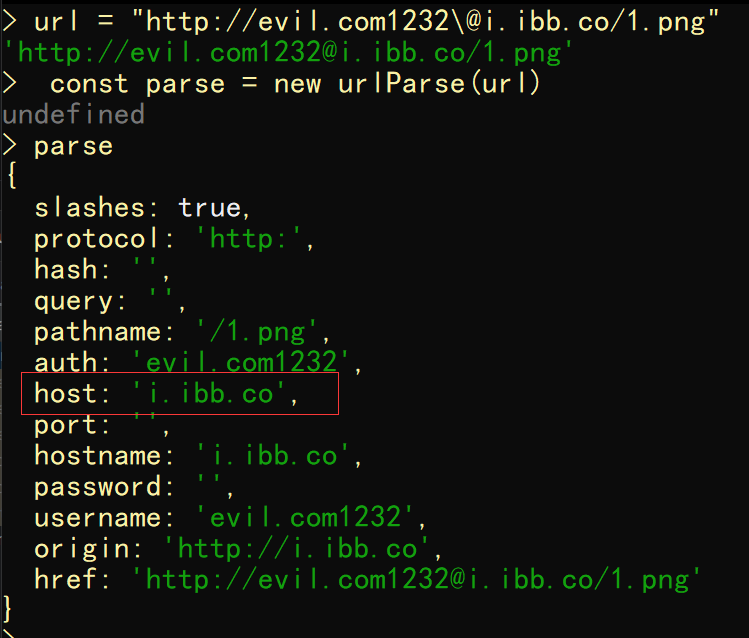 > url = "http://evil.com1232\@i.ibb.co/1.png"
'http://evil.com1232@i.ibb.co/1.png'
>  const parse = new urlParse(url)
undefined
> parse
{
  slashes: true,
  protocol: 'http:',
  hash: '',
  query: '',
  pathname: '/1.png',
  auth: 'evil.com1232',
  host: 'i.ibb.co',
  port: '',
  hostname: 'i.ibb.co',
  password: '',
  username: 'evil.com1232',
  origin: 'http://i.ibb.co',
  href: 'http://evil.com1232@i.ibb.co/1.png'
}
>